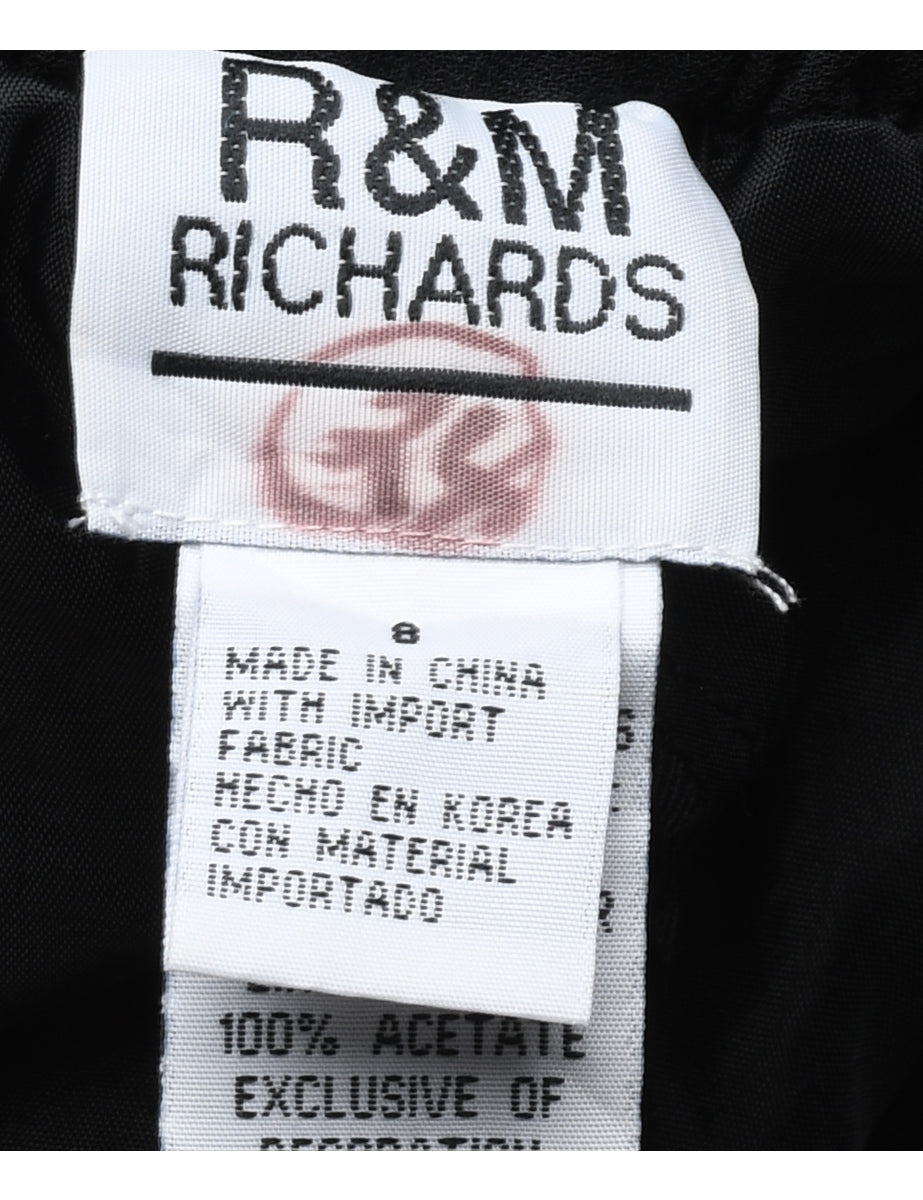 R&M
RICHARDS
8
MADE IN CHINA
WITH IMPORT
FABRIC
HECHO EN KOREA
CON MATERIAL
IMPORTADO
S
R
100% ACETATE
EXCLUSIVE OF